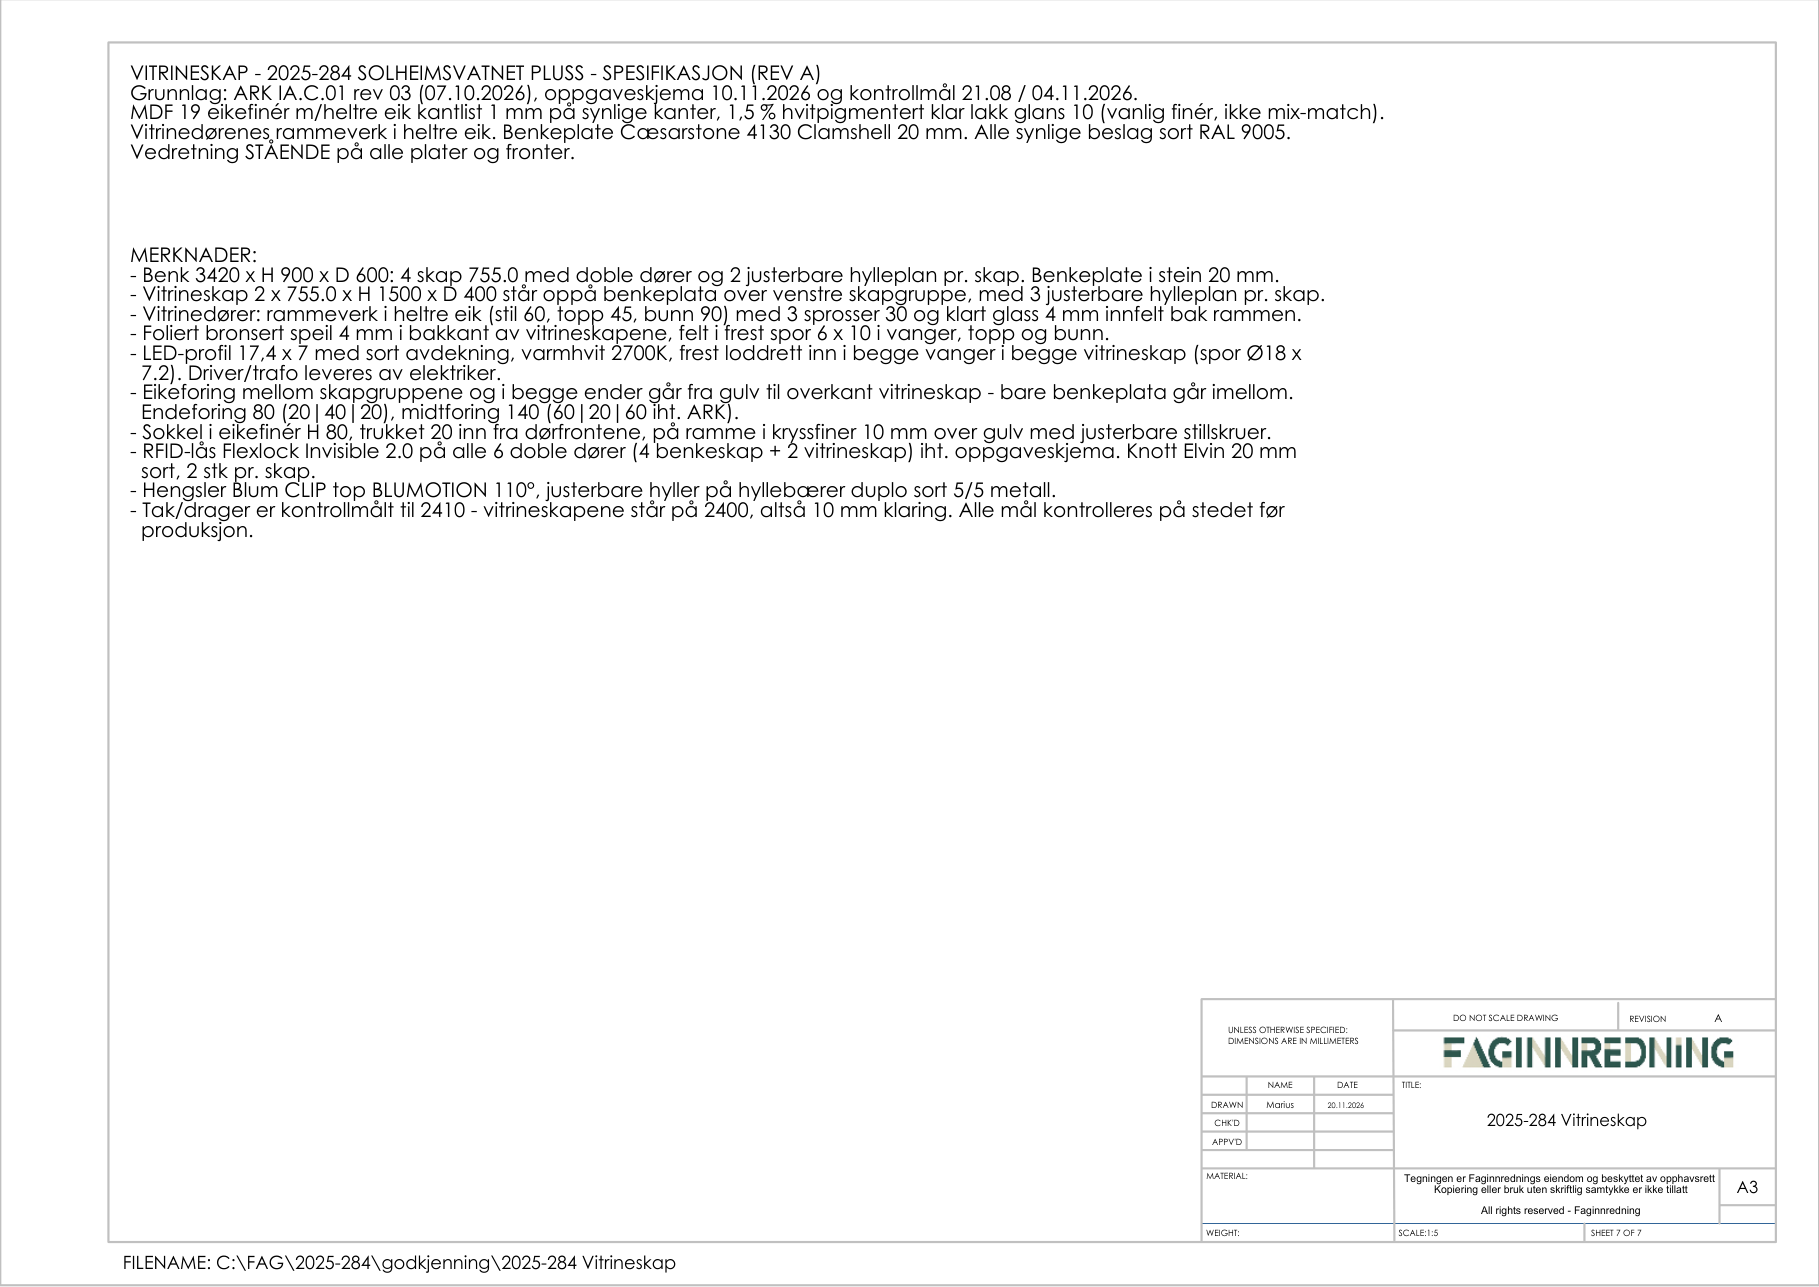 VITRINESKAP - 2025-284 SOLHEIMSVATNET PLUSS - SPESIFIKASJON (REV A)
Grunnlag: ARK IA.C.01 rev 03 (07.10.2026), oppgaveskjema 10.11.2026 og kontrollmål 21.08 / 04.11.2026.
MDF 19 eikefinér m/heltre eik kantlist 1 mm på synlige kanter, 1,5 % hvitpigmentert klar lakk glans 10 (vanlig finér, ikke mix-match).
Vitrinedørenes rammeverk i heltre eik. Benkeplate Cæsarstone 4130 Clamshell 20 mm. Alle synlige beslag sort RAL 9005.
Vedretning STÅENDE på alle plater og fronter.
MERKNADER:
- Benk 3420 x H 900 x D 600: 4 skap 755.0 med doble dører og 2 justerbare hylleplan pr. skap. Benkeplate i stein 20 mm.
- Vitrineskap 2 x 755.0 x H 1500 x D 400 står oppå benkeplata over venstre skapgruppe, med 3 justerbare hylleplan pr. skap.
- Vitrinedører: rammeverk i heltre eik (stil 60, topp 45, bunn 90) med 3 sprosser 30 og klart glass 4 mm innfelt bak rammen.
- Foliert bronsert speil 4 mm i bakkant av vitrineskapene, felt i frest spor 6 x 10 i vanger, topp og bunn.
- LED-profil 17,4 x 7 med sort avdekning, varmhvit 2700K, frest loddrett inn i begge vanger i begge vitrineskap (spor Ø18 x
7.2). Driver/trafo leveres av elektriker.
- Eikeforing mellom skapgruppene og i begge ender går fra gulv til overkant vitrineskap - bare benkeplata går imellom.
Endeforing 80 (20|40|20), midtforing 140 (60|20|60 iht. ARK).
- Sokkel i eikefinér H 80, trukket 20 inn fra dørfrontene, på ramme i kryssfiner 10 mm over gulv med justerbare stillskruer.
- RFID-lås Flexlock Invisible 2.0 på alle 6 doble dører (4 benkeskap + 2 vitrineskap) iht. oppgaveskjema. Knott Elvin 20 mm
sort, 2 stk pr. skap.
- Hengsler Blum CLIP top BLUMOTION 110°, justerbare hyller på hyllebærer duplo sort 5/5 metall.
- Tak/drager er kontrollmålt til 2410 - vitrineskapene står på 2400, altså 10 mm klaring. Alle mål kontrolleres på stedet før
produksjon.
UNLESS OTHERWISE SPECIFIED:
DIMENSIONS ARE IN MILLIMETERS
DO NOT SCALE DRAWING
REVISION A
FAGINNREDNING
NAME DATE
DRAWN Marius 20.11.2026
CHK'D
APPV'D
TITLE:
2025-284 Vitrineskap
MATERIAL:
Tegningen er Faginnrednings eiendom og beskyttet av opphavsrett
Kopiering eller bruk uten skriftlig samtykke er ikke tillatt
All rights reserved - Faginnredning
A3
WEIGHT:
SCALE:1:5
SHEET 7 OF 7
FILENAME: C:\FAG\2025-284\godkjenning\2025-284 Vitrineskap